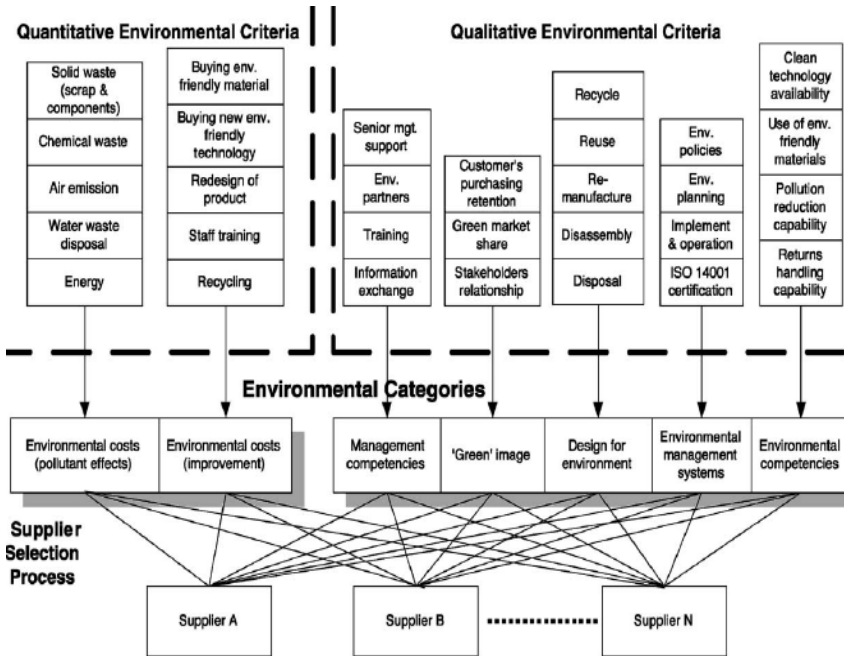 Quantitative Environmental Criteria
Qualitative Environmental Criteria
Solid waste
(scrap &
components)
Chemical waste
Air emission
Water waste
disposal
Energy
Buying env.
friendly material
Buying new env.
friendly
technology
Redesign of
product
Staff training
Recycling
Senior mgt.
support
Env.
partners
Training
Information
exchange
Customer's
purchasing
retention
Green market
share
Stakeholders
relationship
Recycle
Reuse
Re-
manufacture
Disassembly
Disposal
Env.
policies
Env.
planning
Implement
& operation
ISO 14001
certification
Clean
technology
availability
Use of env.
friendly
materials
Pollution
reduction
capability
Returns
handling
capability
Environmental Categories
Environmental costs
(pollutant effects)
Environmental costs
(improvement)
Management
competencies
'Green' image
Design for
environment
Environmental
management
systems
Environmental
competencies
Supplier
Selection
Process
Supplier A
Supplier B
Supplier N